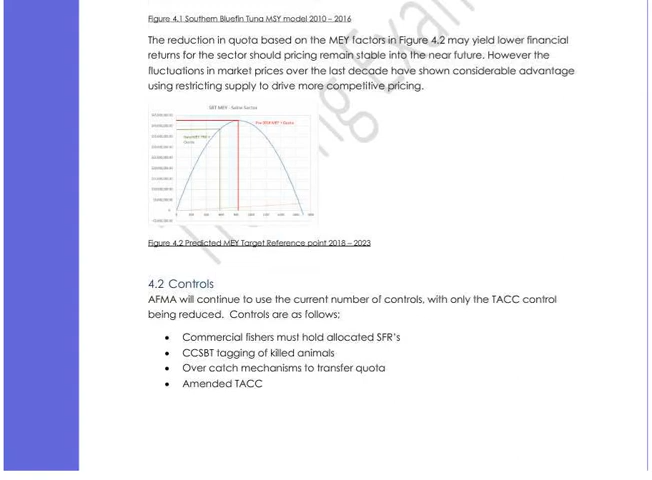 Figure 4.1 Southern Bluefin Tuna MSY model 2010 – 2016
The reduction in quota based on the MEY factors in Figure 4.2 may yield lower financial
returns for the sector should pricing remain stable into the near future. However the
fluctuations in market prices over the last decade have shown considerable advantage
using restricting supply to drive more competitive pricing.
Figure 4.2 Predicted MEY Target Reference point 2018 – 2023
4.2 Controls
AFMA will continue to use the current number of controls, with only the TACC control
being reduced. Controls are as follows;
• Commercial fishers must hold allocated SFR's
• CCSBT tagging of killed animals
• Over catch mechanisms to transfer quota
• Amended TACC